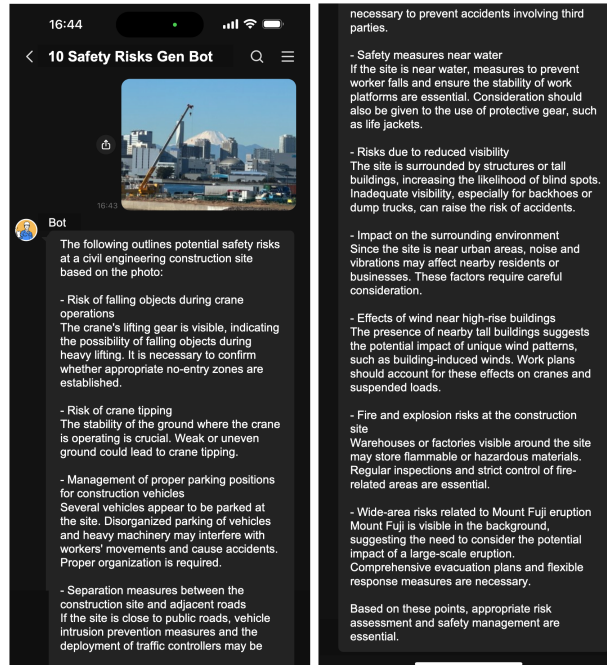 16:44
10 Safety Risks Gen Bot
16:43
Bot
The following outlines potential safety risks
at a civil engineering construction site
based on the photo:
- Risk of falling objects during crane
operations
The crane's lifting gear is visible, indicating
the possibility of falling objects during
heavy lifting. It is necessary to confirm
whether appropriate no-entry zones are
established.
- Risk of crane tipping
The stability of the ground where the crane
is operating is crucial. Weak or uneven
ground could lead to crane tipping.
- Management of proper parking positions
for construction vehicles
Several vehicles appear to be parked at
the site. Disorganized parking of vehicles
and heavy machinery may interfere with
workers' movements and cause accidents.
Proper organization is required.
- Separation measures between the
construction site and adjacent roads
If the site is close to public roads, vehicle
intrusion prevention measures and the
deployment of traffic controllers may be
necessary to prevent accidents involving third
parties.
- Safety measures near water
If the site is near water, measures to prevent
worker falls and ensure the stability of work
platforms are essential. Consideration should
also be given to the use of protective gear, such
as life jackets.
- Risks due to reduced visibility
The site is surrounded by structures or tall
buildings, increasing the likelihood of blind spots.
Inadequate visibility, especially for backhoes or
dump trucks, can raise the risk of accidents.
- Impact on the surrounding environment
Since the site is near urban areas, noise and
vibrations may affect nearby residents or
businesses. These factors require careful
consideration.
- Effects of wind near high-rise buildings
The presence of nearby tall buildings suggests
the potential impact of unique wind patterns,
such as building-induced winds. Work plans
should account for these effects on cranes and
suspended loads.
- Fire and explosion risks at the construction
site
Warehouses or factories visible around the site
may store flammable or hazardous materials.
Regular inspections and strict control of fire-
related areas are essential.
- Wide-area risks related to Mount Fuji eruption
Mount Fuji is visible in the background,
suggesting the need to consider the potential
impact of a large-scale eruption.
Comprehensive evacuation plans and flexible
response measures are necessary.
Based on these points, appropriate risk
assessment and safety management are
essential.